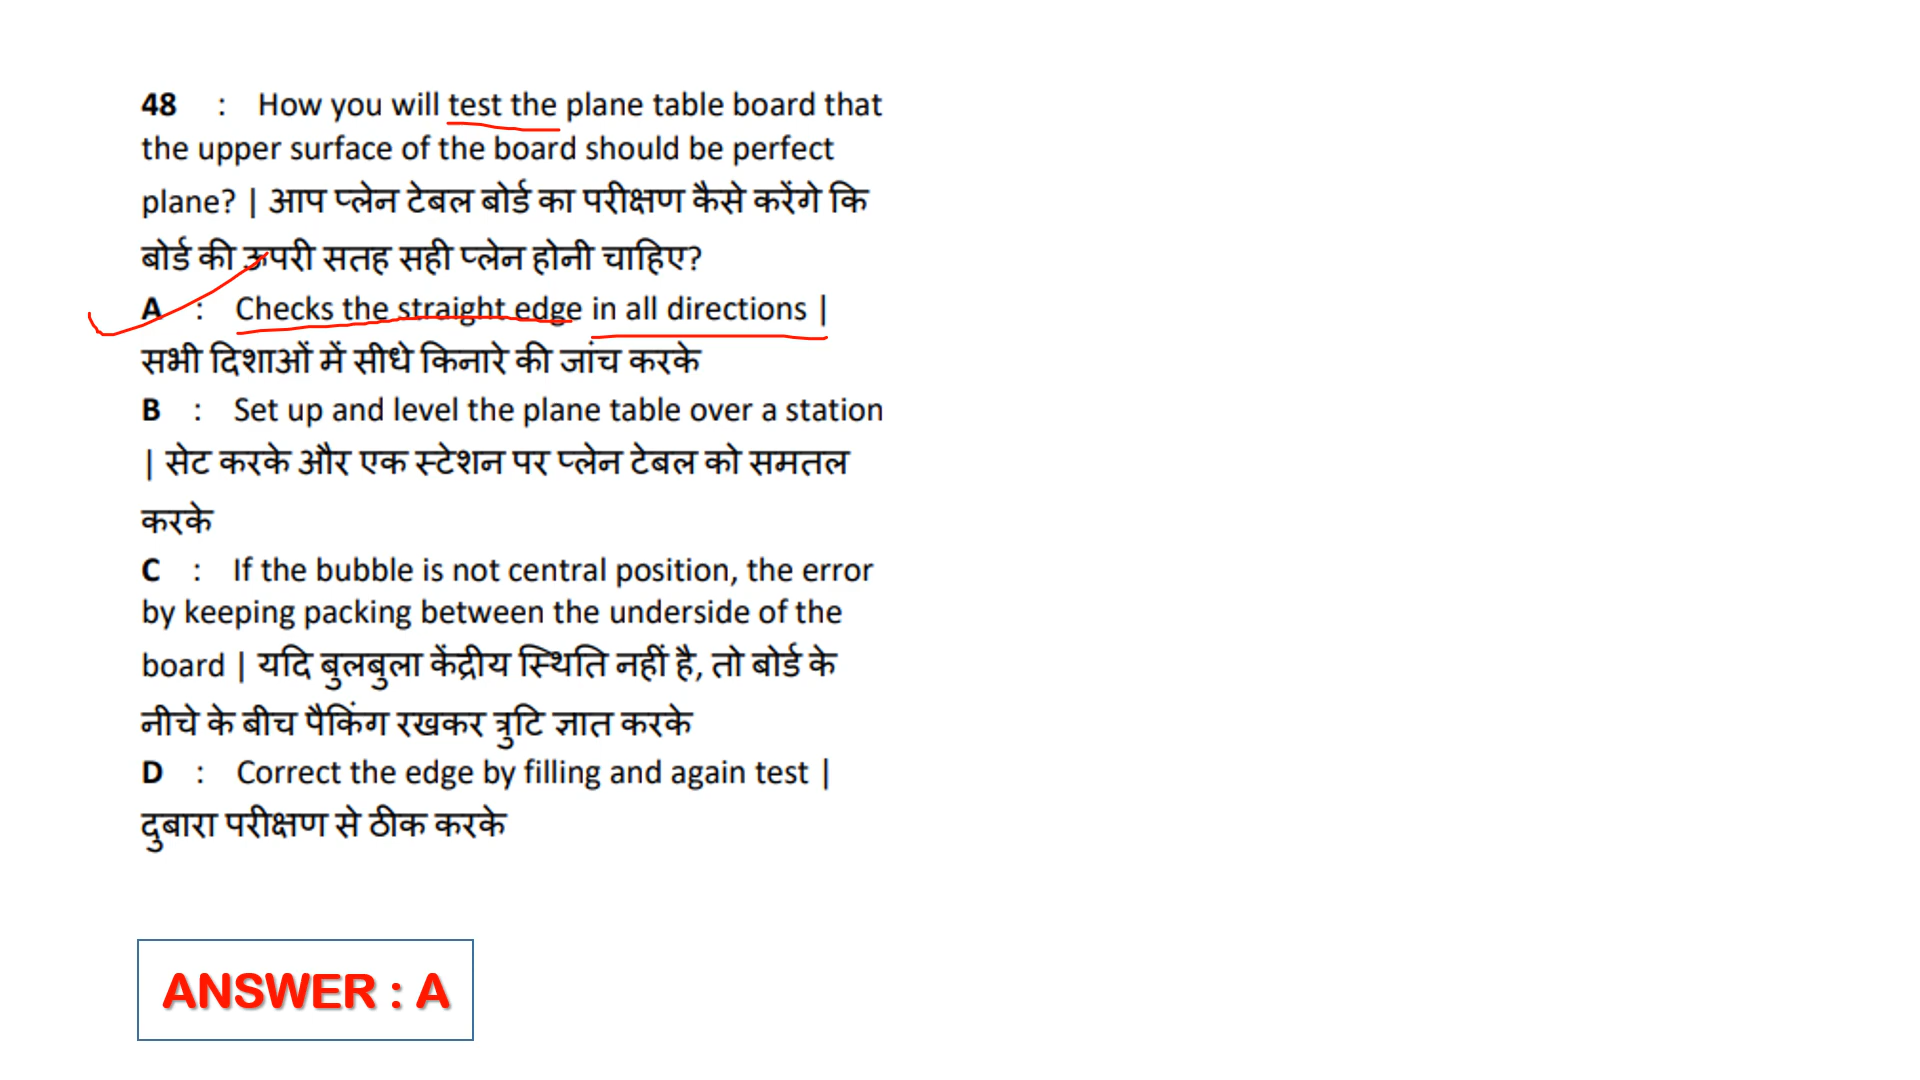 48 : How you will test the plane table board that
the upper surface of the board should be perfect
plane? | आप प्लेन टेबल बोर्ड का परीक्षण कैसे करेंगे कि
बोर्ड की ऊपरी सतह सही प्लेन होनी चाहिए?
A : Checks the straight edge in all directions |
सभी दिशाओं में सीधे किनारे की जांच करके
B : Set up and level the plane table over a station
| सेट करके और एक स्टेशन पर प्लेन टेबल को समतल
करके
C : If the bubble is not central position, the error
by keeping packing between the underside of the
board | यदि बुलबुला केंद्रीय स्थिति नहीं है, तो बोर्ड के
नीचे के बीच पैकिंग रखकर त्रुटि ज्ञात करके
D : Correct the edge by filling and again test |
दुबारा परीक्षण से ठीक करके
ANSWER : A